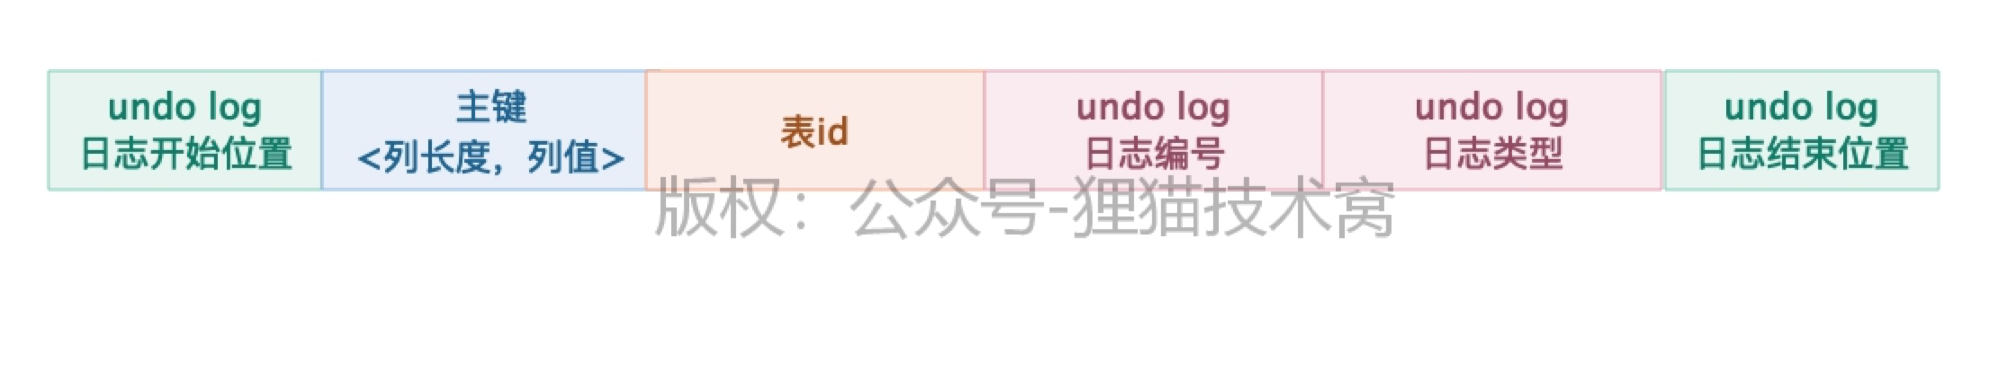 undo log
日志开始位置
主键
<列长度，列值>
表id
undo log
日志编号
undo log
日志类型
undo log
日志结束位置
版权：公众号-狸猫技术窝